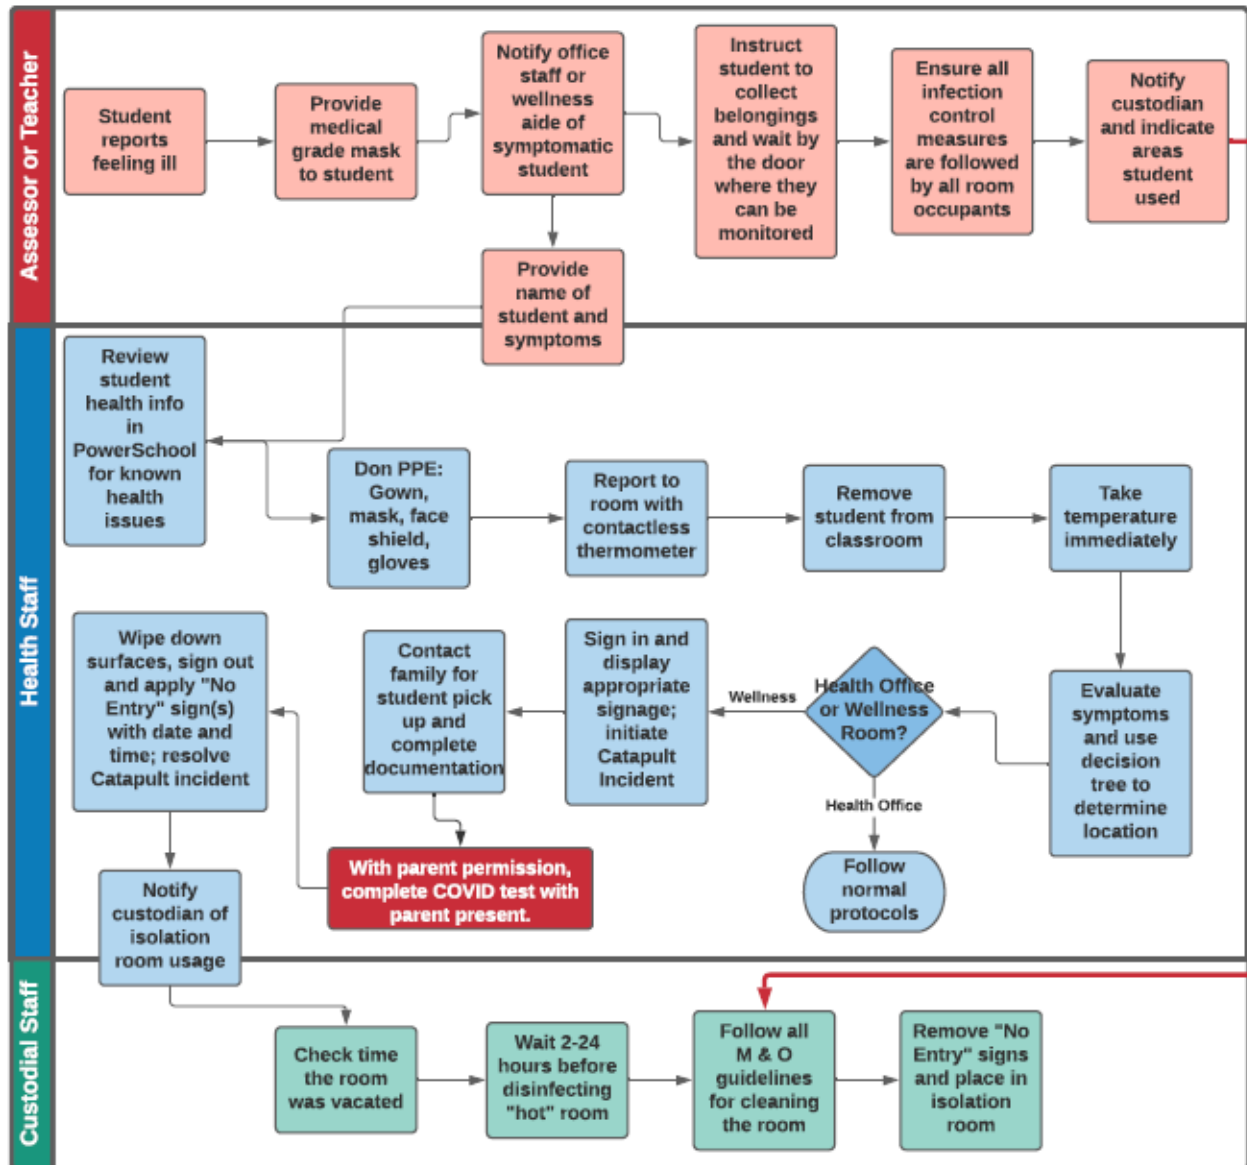 Assessor or Teacher
Student
reports
feeling ill
Provide
medical
grade mask
to student
Notify office
staff or
wellness
aide of
symptomatic
student
Instruct
student to
collect
belongings
and wait by
the door
where they
can be
monitored
Ensure all
infection
control
measures
are followed
by all room
occupants
Notify
custodian
and indicate
areas
student
used
Provide
name of
student and
symptoms
Health Staff
Review
student
health info
in
PowerSchool
for known
health
issues
Don PPE:
Gown,
mask, face
shield,
gloves
Report to
room with
contactless
thermometer
Remove
student from
classroom
Take
temperature
immediately
Evaluate
symptoms
and use
decision
tree to
determine
location
Health Office
or Wellness
Room?
Wellness
Health Office
Follow
normal
protocols
Sign in and
display
appropriate
signage;
initiate
Catapult
Incident
Contact
family for
student pick
up and
complete
documentation
With parent permission,
complete COVID test with
parent present.
Wipe down
surfaces, sign out
and apply "No
Entry" sign(s)
with date and
time; resolve
Catapult incident
Notify
custodian of
isolation
room usage
Custodial Staff
Check time
the room
was vacated
Wait 2-24
hours before
disinfecting
"hot" room
Follow all
M & O
guidelines
for cleaning
the room
Remove "No
Entry" signs
and place in
isolation
room